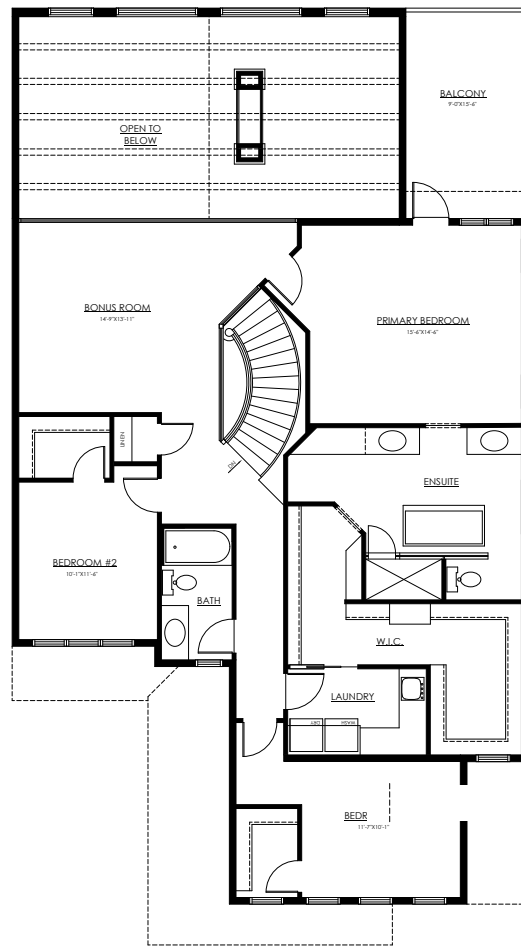 BALCONY
9'-0"X15'-6"
OPEN TO
BELOW
BONUS ROOM
14'-9"X13'-11"
PRIMARY BEDROOM
15'-6"X14'-6"
LINEN
DN
ENSUITE
BEDROOM #2
10'-1"X11'-6"
BATH
W.I.C.
LAUNDRY
DRY
WASH
BEDR
11'-7"X10'-1"